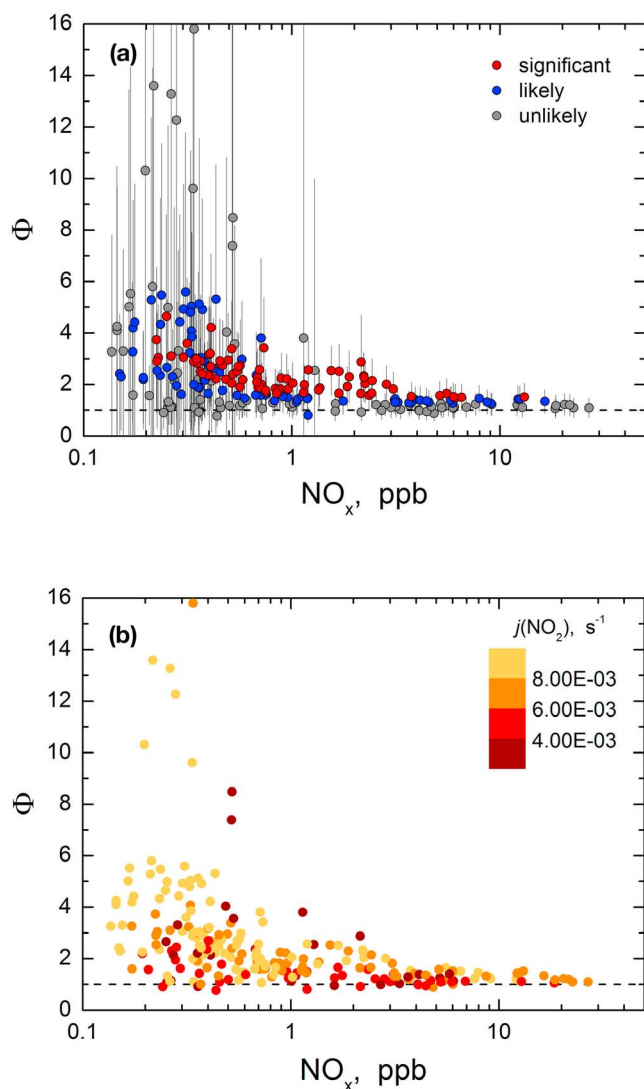 16
(a)
significant
14
likely
unlikely
12
10
Φ
8
6
4
2
0
0.1
1
10
NOx, ppb
16
(b)
j(NO2), s-1
14
8.00E-03
12
6.00E-03
4.00E-03
10
Φ
8
6
4
2
0
0.1
1
10
NOx, ppb